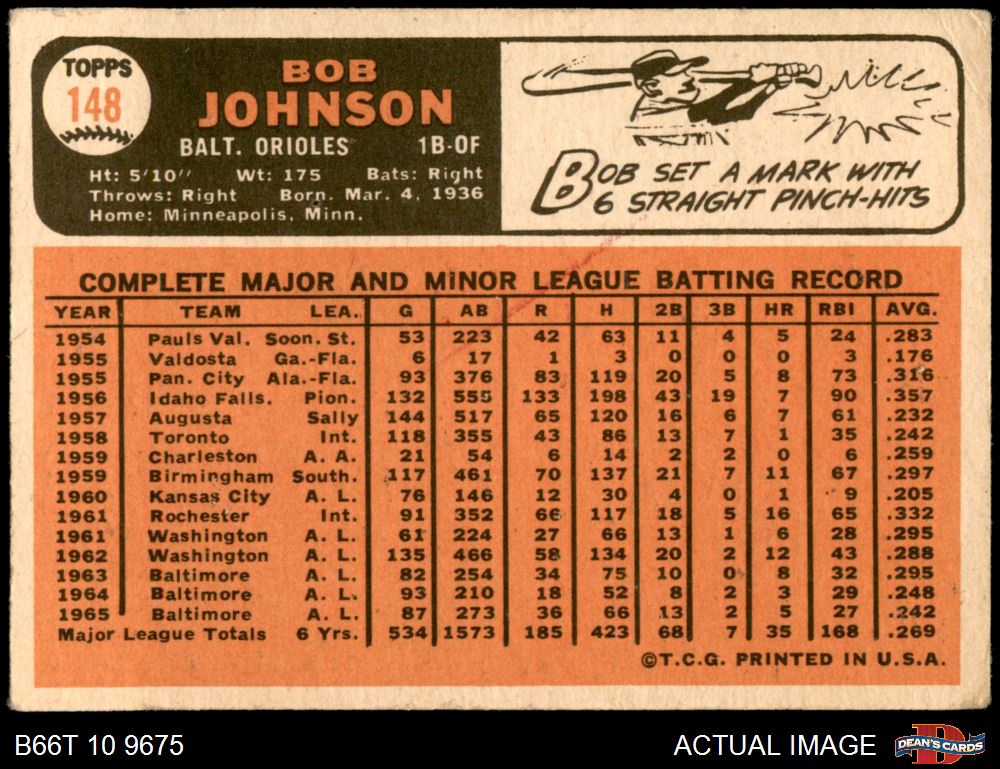 TOPPS
148
BOB
JOHNSON
BALT. ORIOLES 1B-OF
Ht: 5'10" Wt: 175 Bats: Right
Throws: Right Born. Mar. 4, 1936
Home: Minneapolis, Minn.
BOB SET A MARK WITH
6 STRAIGHT PINCH-HITS
COMPLETE MAJOR AND MINOR LEAGUE BATTING RECORD
YEAR TEAM LEA. G AB R H 2B 3B HR RBI AVG.
1954 Pauls Val. Soon. St. 53 223 42 63 11 4 5 24 .283
1955 Valdosta Ga.-Fla. 6 17 1 3 0 0 0 3 .176
1955 Pan. City Ala.-Fla. 93 376 83 119 20 5 8 73 .316
1956 Idaho Falls. Pion. 132 555 133 198 43 19 7 90 .357
1957 Augusta Sally 144 517 65 120 16 6 7 61 .232
1958 Toronto Int. 118 355 43 86 13 7 1 35 .242
1959 Charleston A. A. 21 54 6 14 2 2 0 6 .259
1959 Birmingham South. 117 461 70 137 21 7 11 67 .297
1960 Kansas City A. L. 76 146 12 30 4 0 1 9 .205
1961 Rochester Int. 91 352 66 117 18 5 16 65 .332
1961 Washington A. L. 61 224 27 66 13 1 6 28 .295
1962 Washington A. L. 135 466 58 134 20 2 12 43 .288
1963 Baltimore A. L. 82 254 34 75 10 0 8 32 .295
1964 Baltimore A. L. 93 210 18 52 8 2 3 29 .248
1965 Baltimore A. L. 87 273 36 66 13 2 5 27 .242
Major League Totals 6 Yrs. 534 1573 185 423 68 7 35 168 .269
©T.C.G. PRINTED IN U.S.A.
B66T 10 9675 ACTUAL IMAGE
DEAN'S CARDS